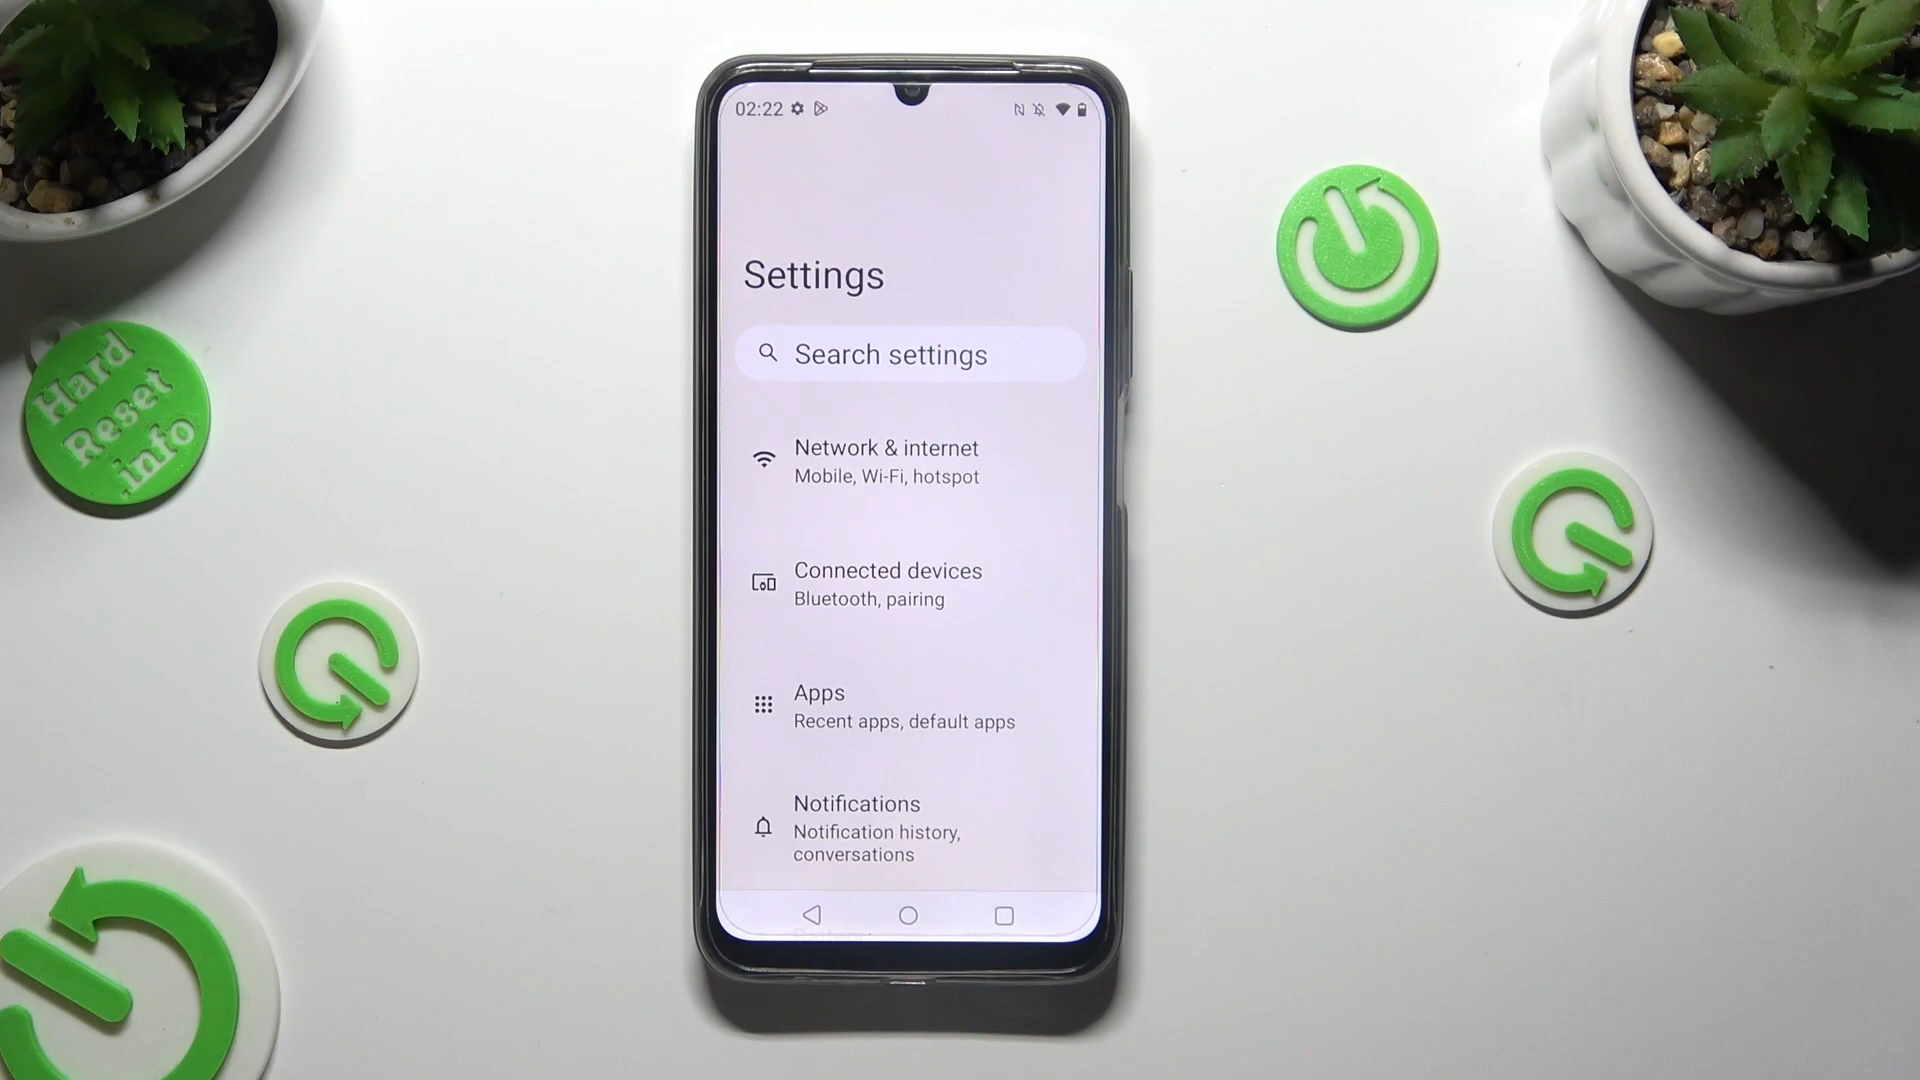 02:22
Settings
Search settings
Network & internet
Mobile, Wi-Fi, hotspot
Connected devices
Bluetooth, pairing
Apps
Recent apps, default apps
Notifications
Notification history,
conversations
Battery
Hard
Reset
.info